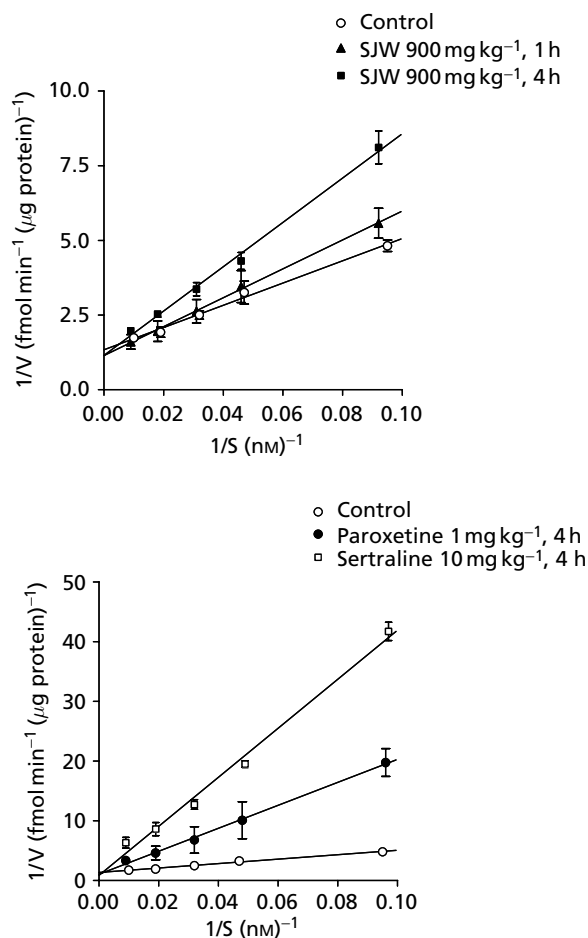 Control
SJW 900 mg kg⁻¹, 1 h
SJW 900 mg kg⁻¹, 4 h
10.0
7.5
5.0
2.5
0.0
1/V (fmol min⁻¹ (μg protein)⁻¹
0.00 0.02 0.04 0.06 0.08 0.10
1/S (nM)⁻¹
Control
Paroxetine 1 mg kg⁻¹, 4 h
Sertraline 10 mg kg⁻¹, 4 h
50
40
30
20
10
0
1/V (fmol min⁻¹ (μg protein)⁻¹
0.00 0.02 0.04 0.06 0.08 0.10
1/S (nM)⁻¹